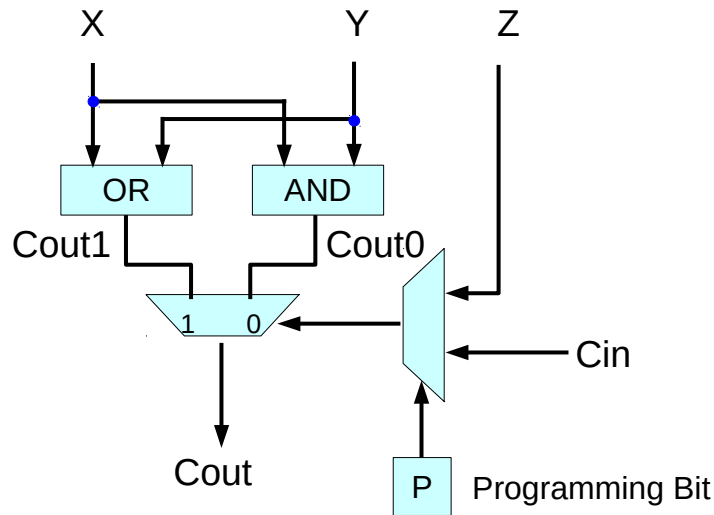 X Y Z
OR AND
Cout1 Cout0
1 0
Cin
Cout
P Programming Bit